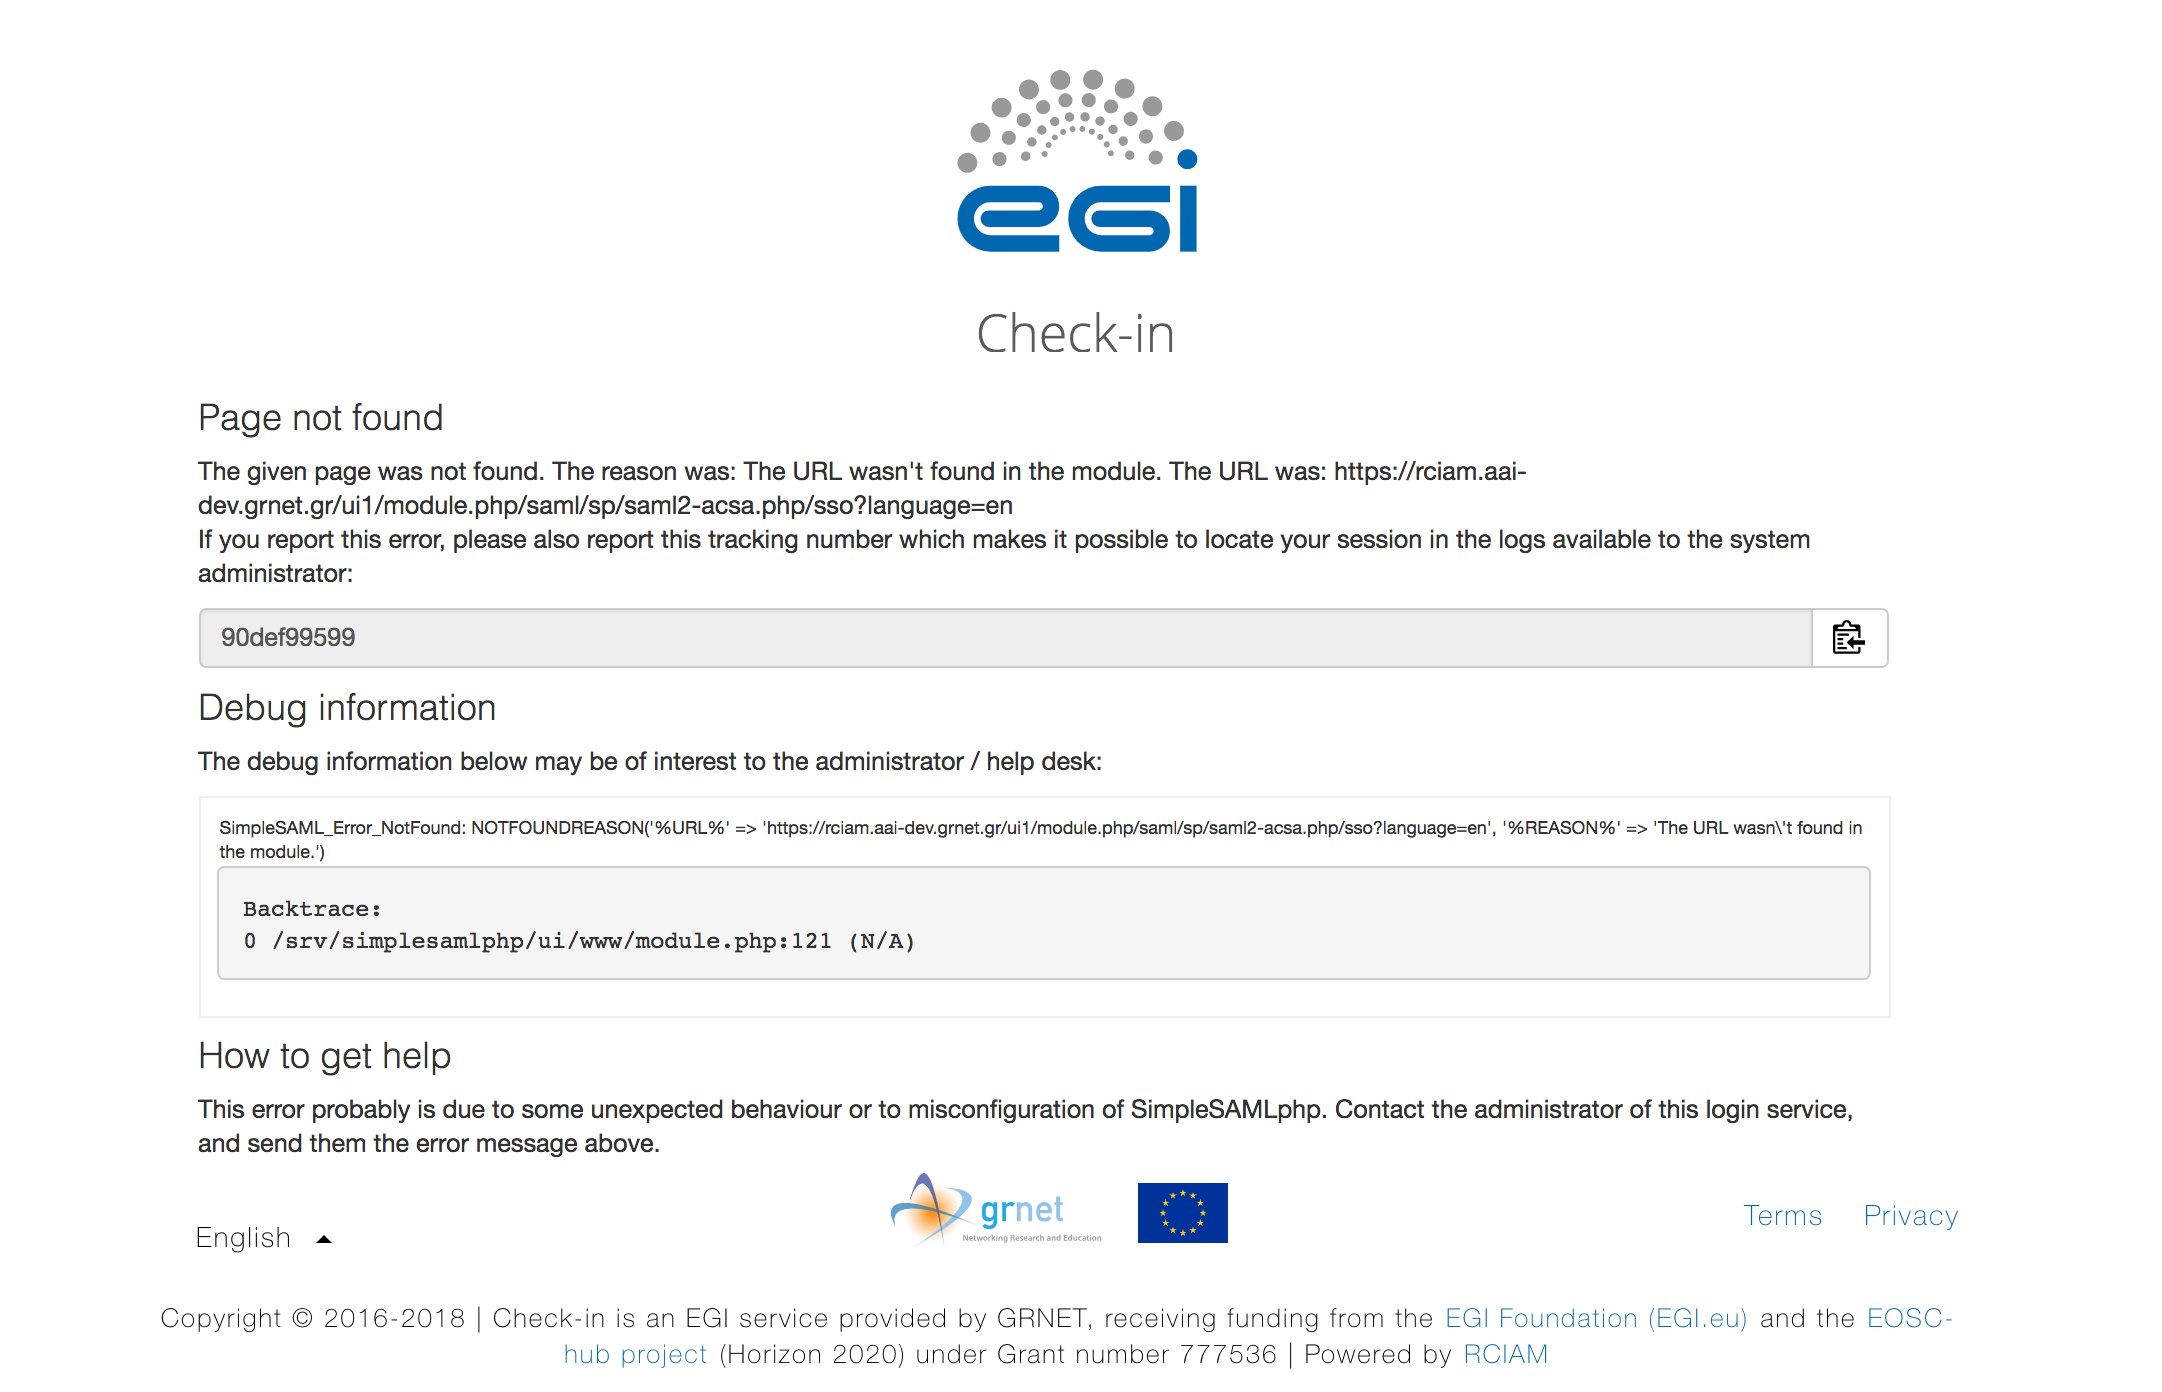 egi
Check-in
Page not found
The given page was not found. The reason was: The URL wasn't found in the module. The URL was: https://rciam.aai-
dev.grnet.gr/ui1/module.php/saml/sp/saml2-acsa.php/sso?language=en
If you report this error, please also report this tracking number which makes it possible to locate your session in the logs available to the system
administrator:
90def99599
Debug information
The debug information below may be of interest to the administrator / help desk:
SimpleSAML_Error_NotFound: NOTFOUNDREASON('%URL%' => 'https://rciam.aai-dev.grnet.gr/ui1/module.php/saml/sp/saml2-acsa.php/sso?language=en', '%REASON%' => 'The URL wasn\'t found in
the module.')
Backtrace:
0 /srv/simplesamlphp/ui/www/module.php:121 (N/A)
How to get help
This error probably is due to some unexpected behaviour or to misconfiguration of SimpleSAMLphp. Contact the administrator of this login service,
and send them the error message above.
English
grnet
Networking Research and Education
Terms Privacy
Copyright © 2016-2018 | Check-in is an EGI service provided by GRNET, receiving funding from the EGI Foundation (EGI.eu) and the EOSC-
hub project (Horizon 2020) under Grant number 777536 | Powered by RCIAM